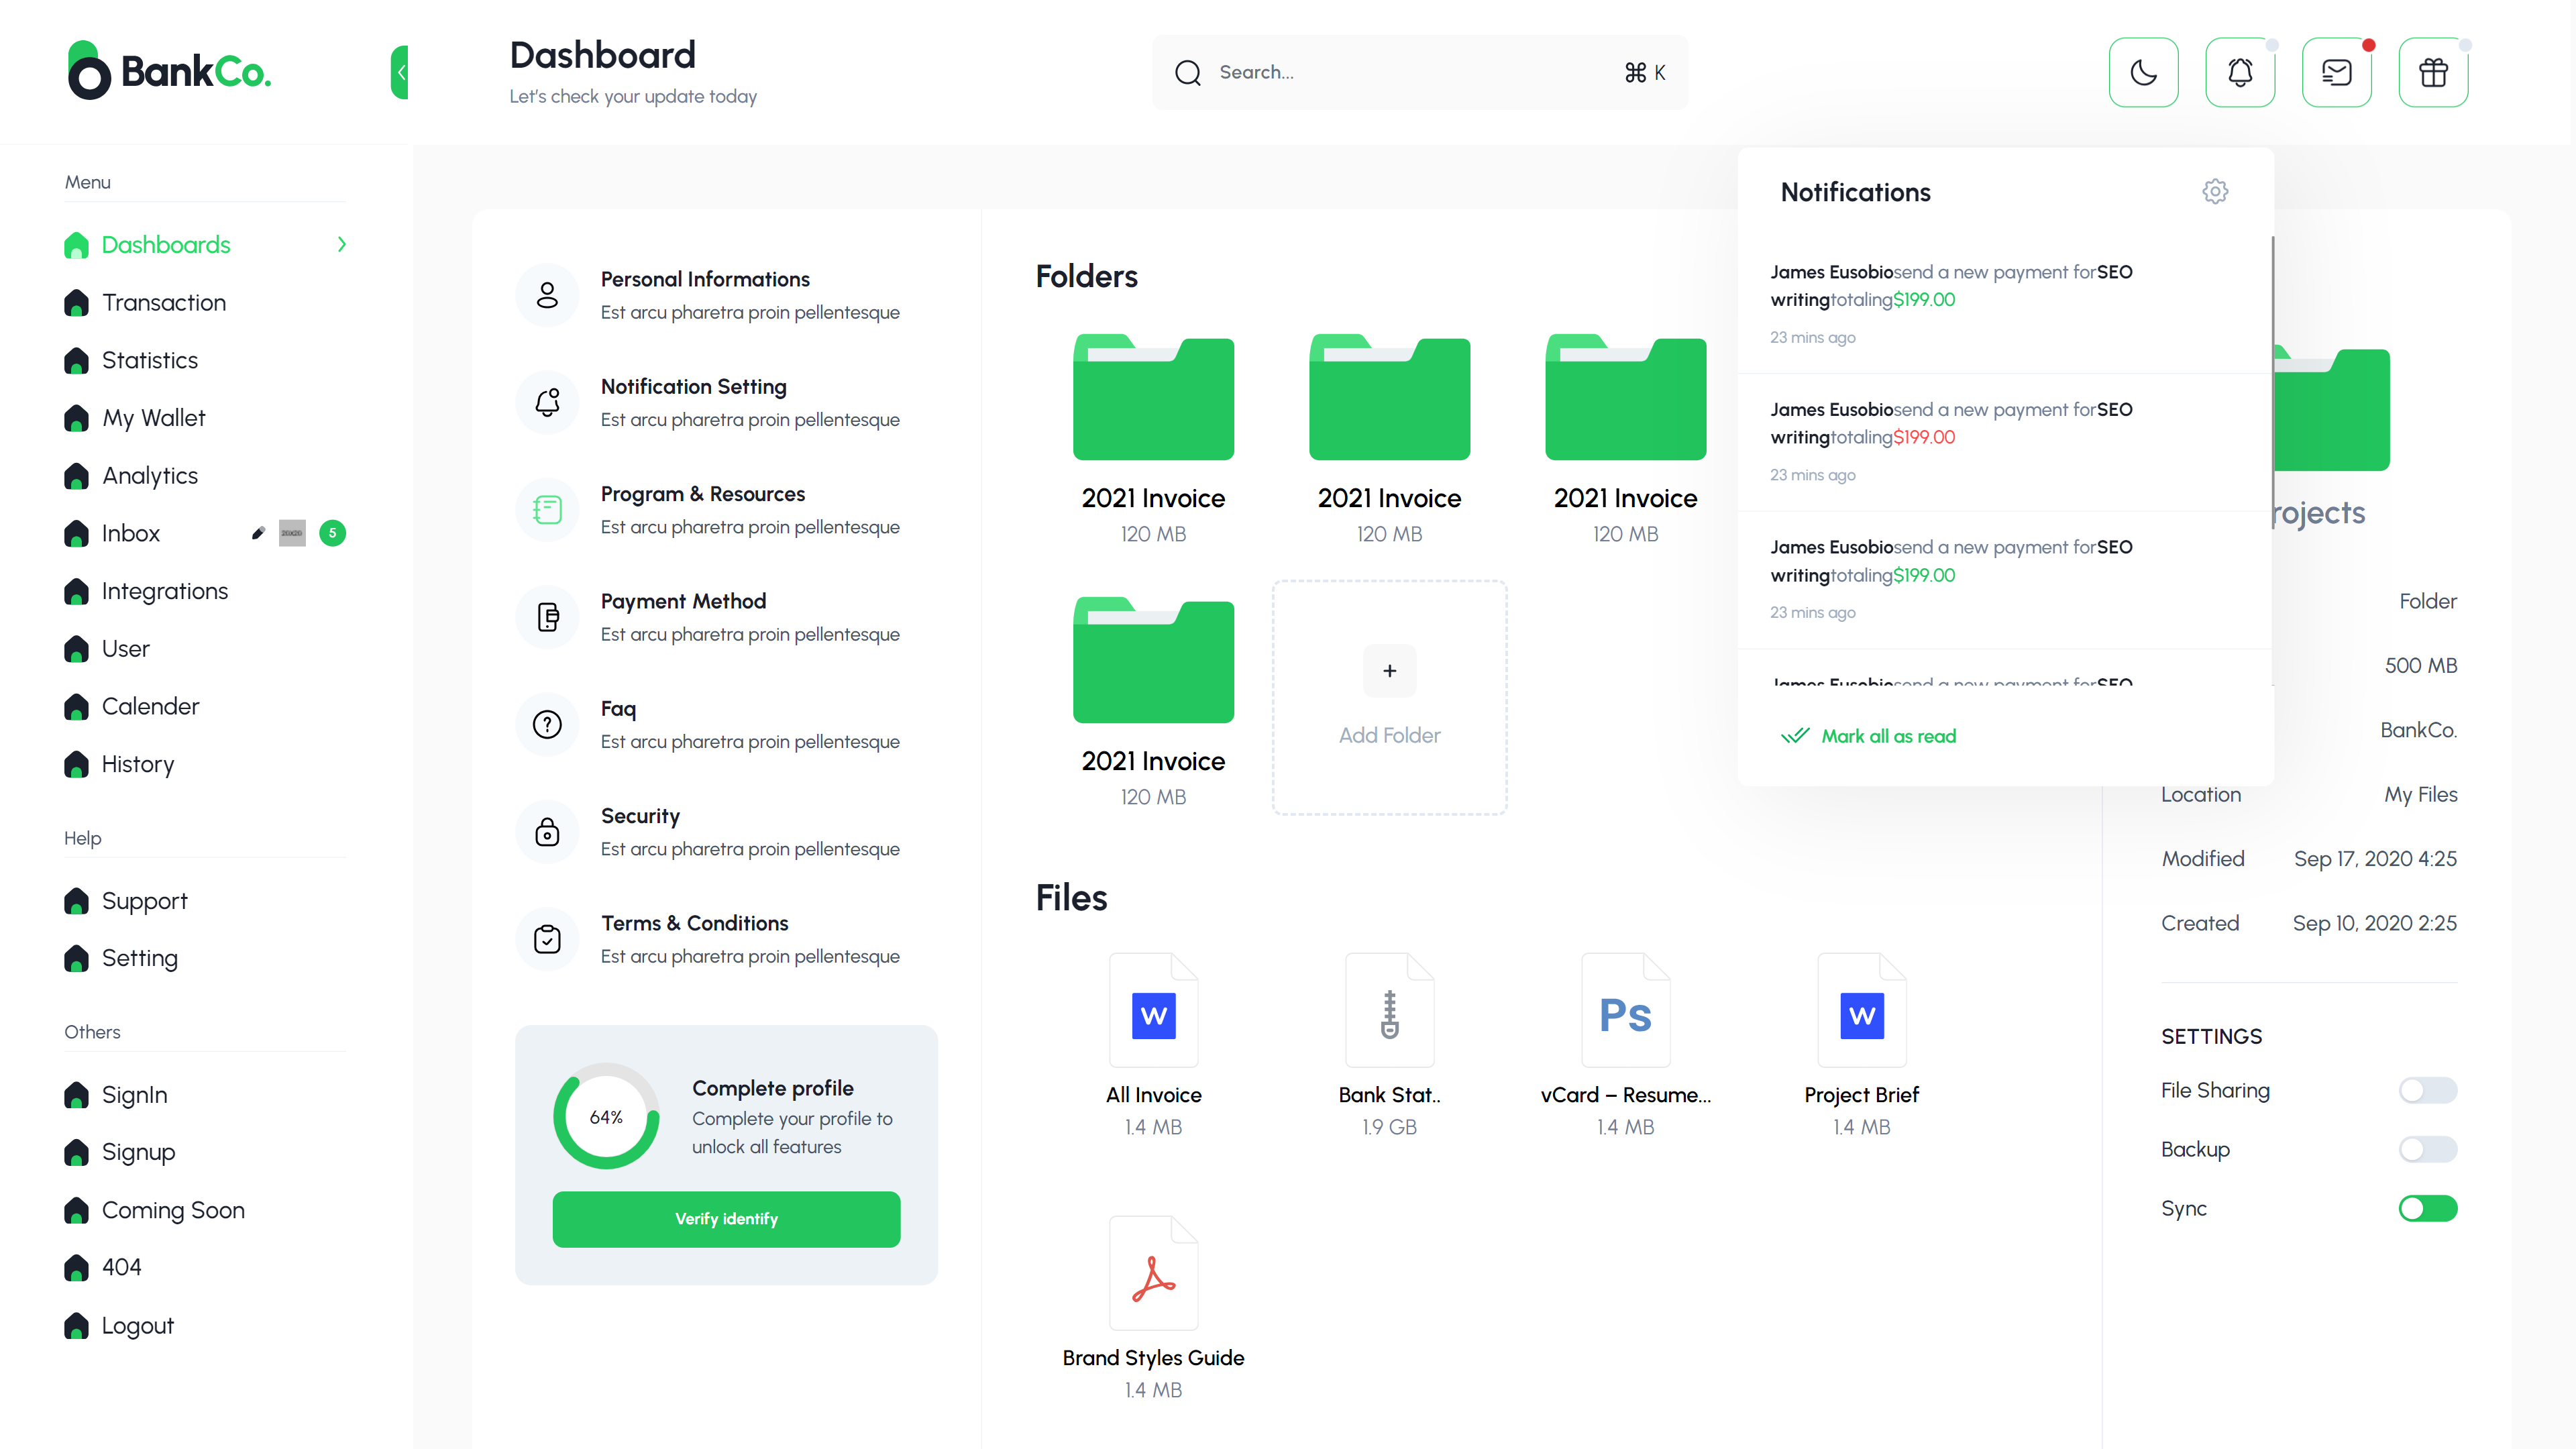 BankCo.
Dashboard
Let's check your update today
Search...
⌘ K
Menu
Dashboards
Transaction
Statistics
My Wallet
Analytics
Inbox
5
Integrations
User
Calender
History
Help
Support
Setting
Others
SignIn
Signup
Coming Soon
404
Logout
Personal Informations
Est arcu pharetra proin pellentesque
Notification Setting
Est arcu pharetra proin pellentesque
Program & Resources
Est arcu pharetra proin pellentesque
Payment Method
Est arcu pharetra proin pellentesque
Faq
Est arcu pharetra proin pellentesque
Security
Est arcu pharetra proin pellentesque
Terms & Conditions
Est arcu pharetra proin pellentesque
64%
Complete profile
Complete your profile to
unlock all features
Verify identify
Folders
2021 Invoice
120 MB
2021 Invoice
120 MB
2021 Invoice
120 MB
2021 Invoice
120 MB
+
Add Folder
Files
W
All Invoice
1.4 MB
Bank Stat..
1.9 GB
Ps
vCard – Resume...
1.4 MB
W
Project Brief
1.4 MB
Brand Styles Guide
1.4 MB
Notifications
James Eusobiosend a new payment forSEO
writingtotaling$199.00
23 mins ago
James Eusobiosend a new payment forSEO
writingtotaling$199.00
23 mins ago
James Eusobiosend a new payment forSEO
writingtotaling$199.00
23 mins ago
James Eusobiosend a new payment forSEO
Mark all as read
rojects
Folder
500 MB
BankCo.
Location My Files
Modified Sep 17, 2020 4:25
Created Sep 10, 2020 2:25
SETTINGS
File Sharing
Backup
Sync